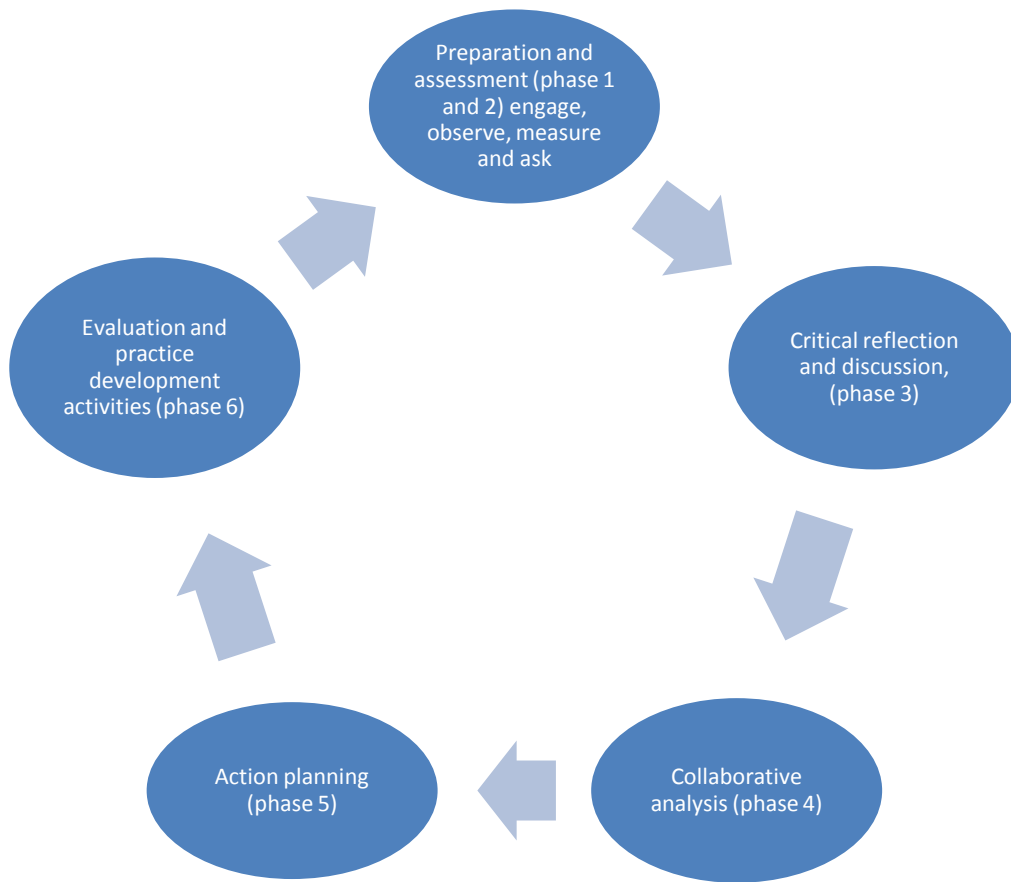 Preparation and
assessment (phase 1
and 2) engage,
observe, measure
and ask
Critical reflection
and discussion,
(phase 3)
Collaborative
analysis (phase 4)
Action planning
(phase 5)
Evaluation and
practice
development
activities (phase 6)